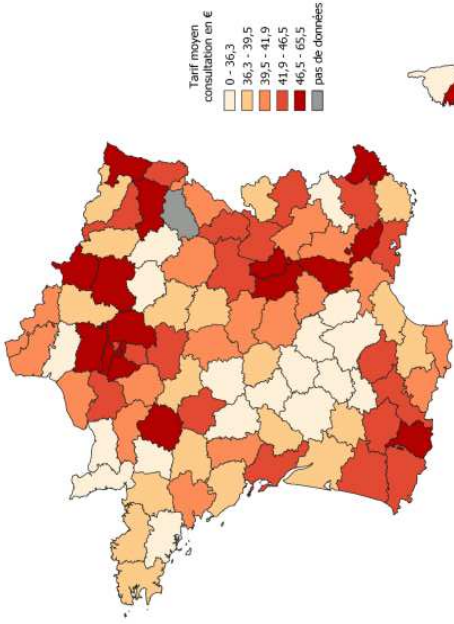 Tarif moyen
consultation en €
0 - 36,3
36,3 - 39,5
39,5 - 41,9
41,9 - 46,5
46,5 - 65,5
pas de données